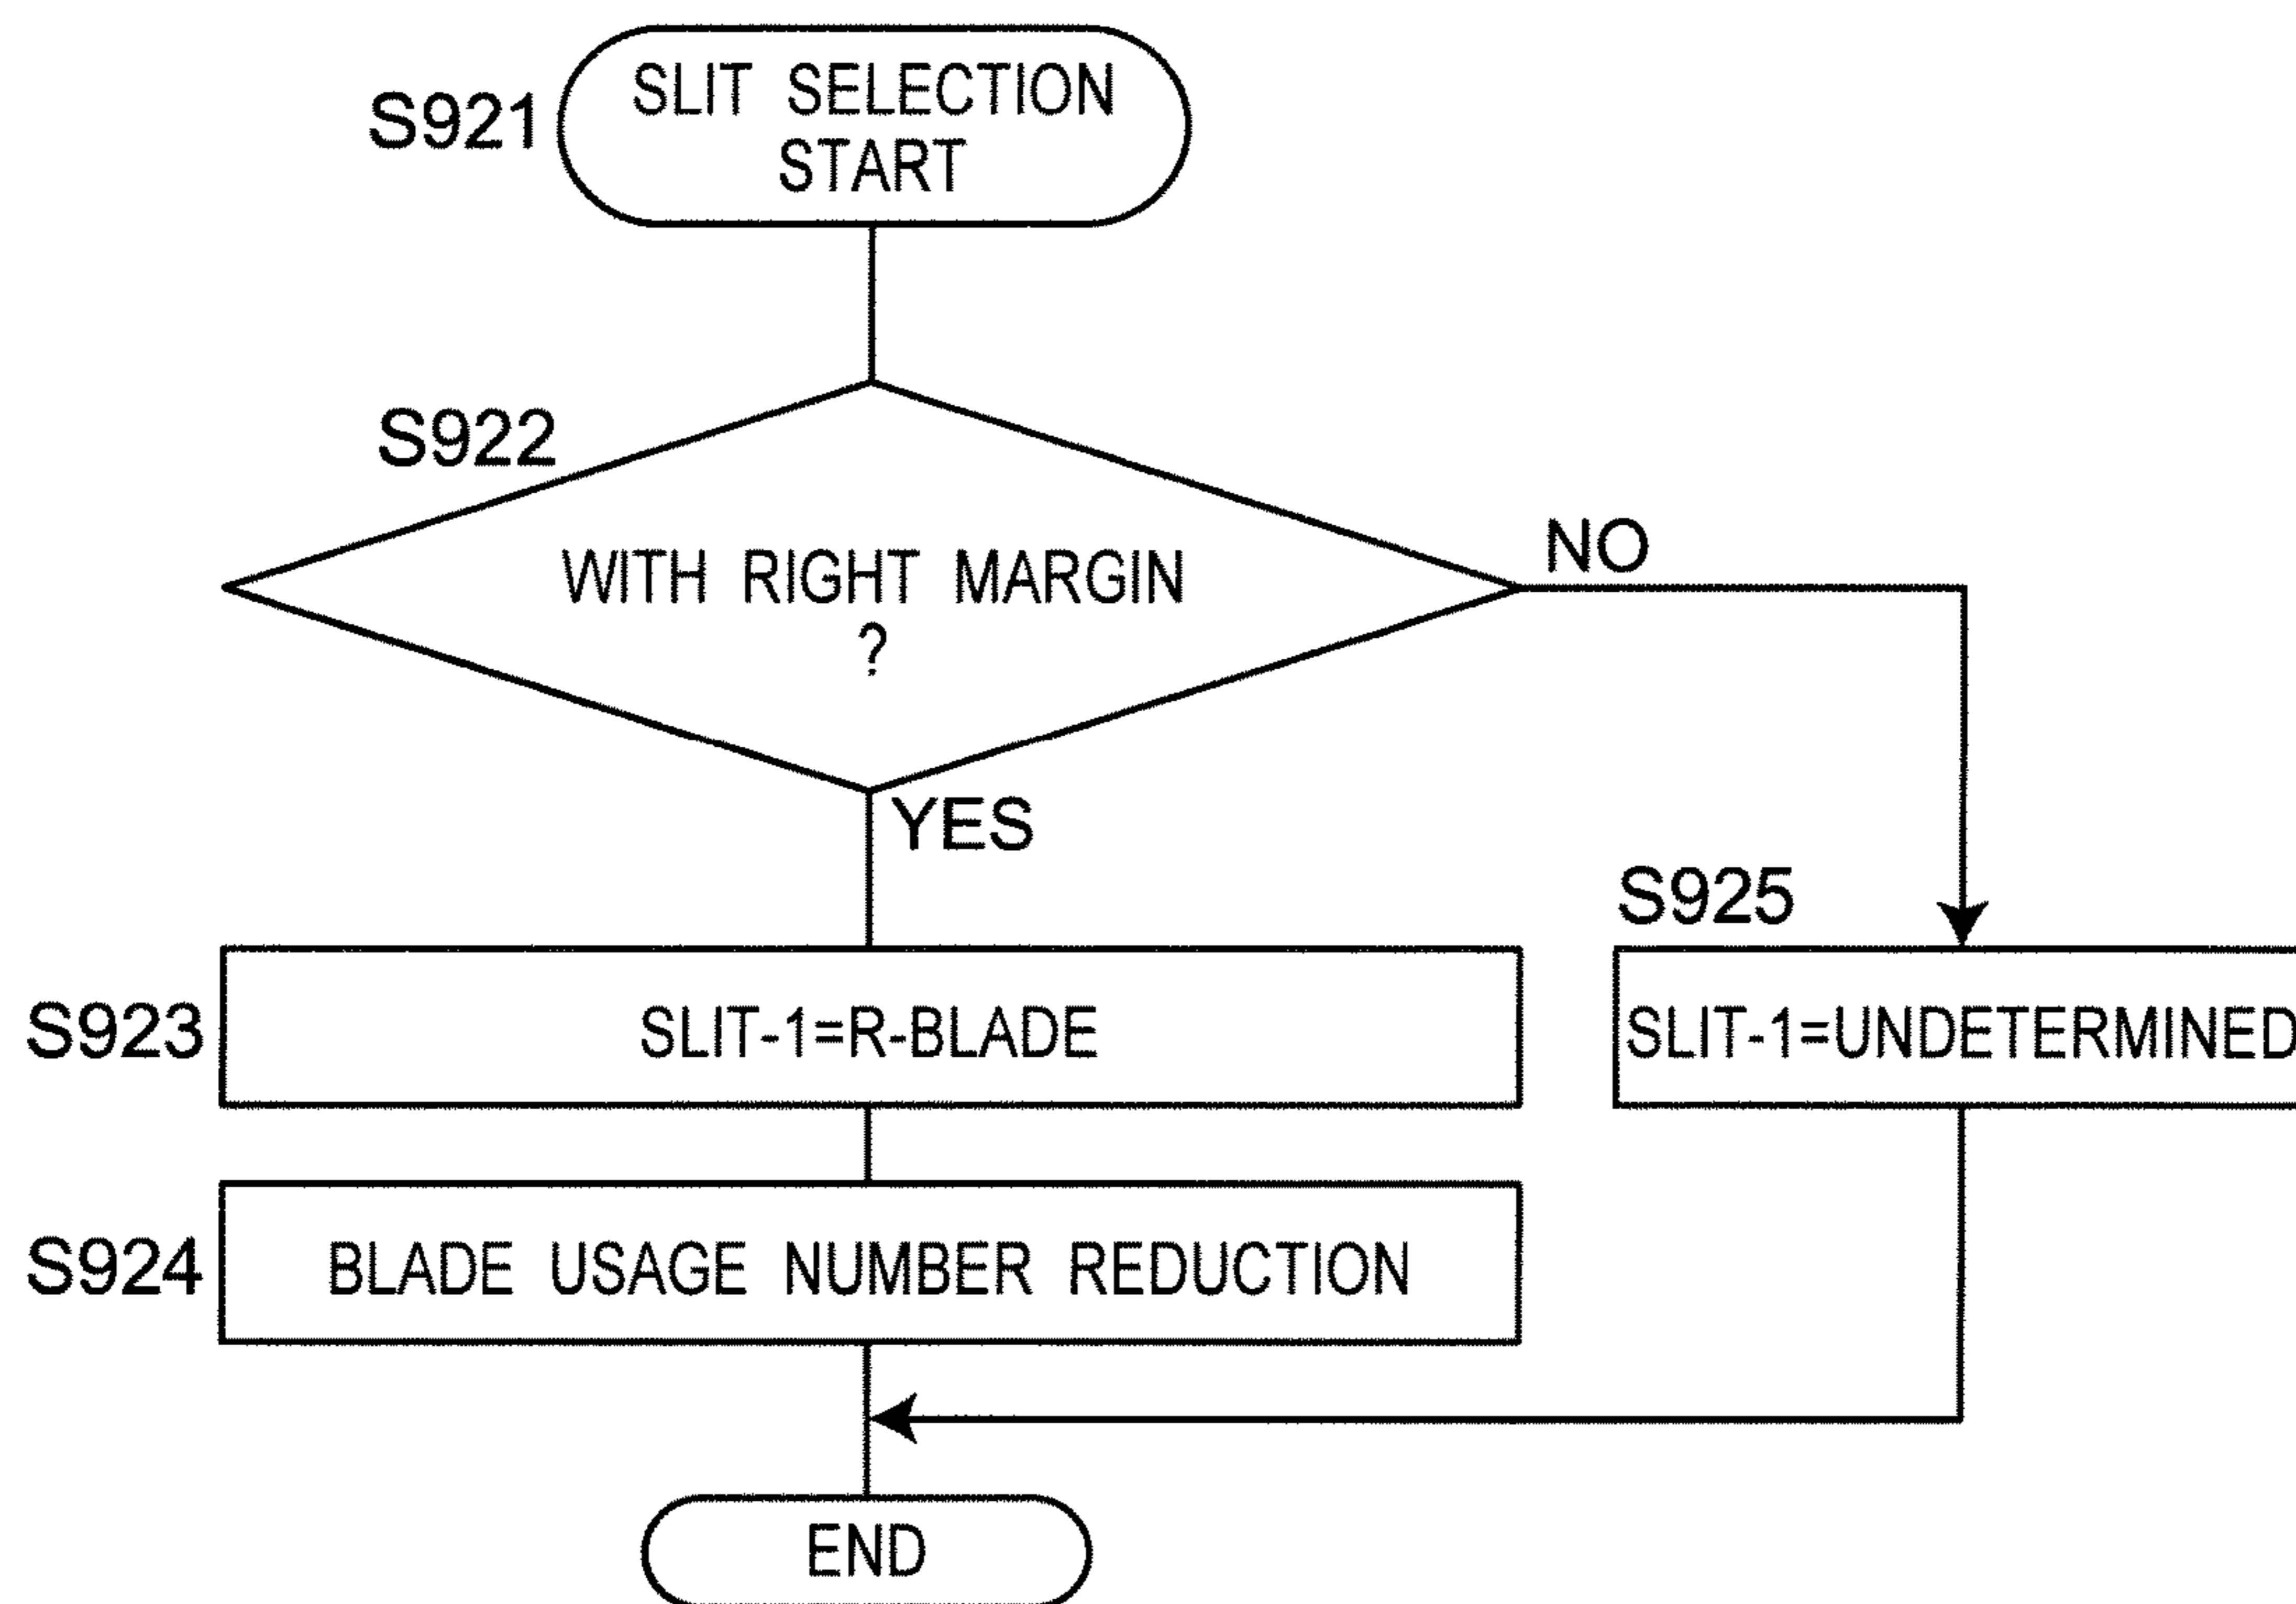 S921
SLIT SELECTION
START
S922
WITH RIGHT MARGIN
?
NO
YES
S925
S923
SLIT-1=R-BLADE
SLIT-1=UNDETERMINED
S924
BLADE USAGE NUMBER REDUCTION
END